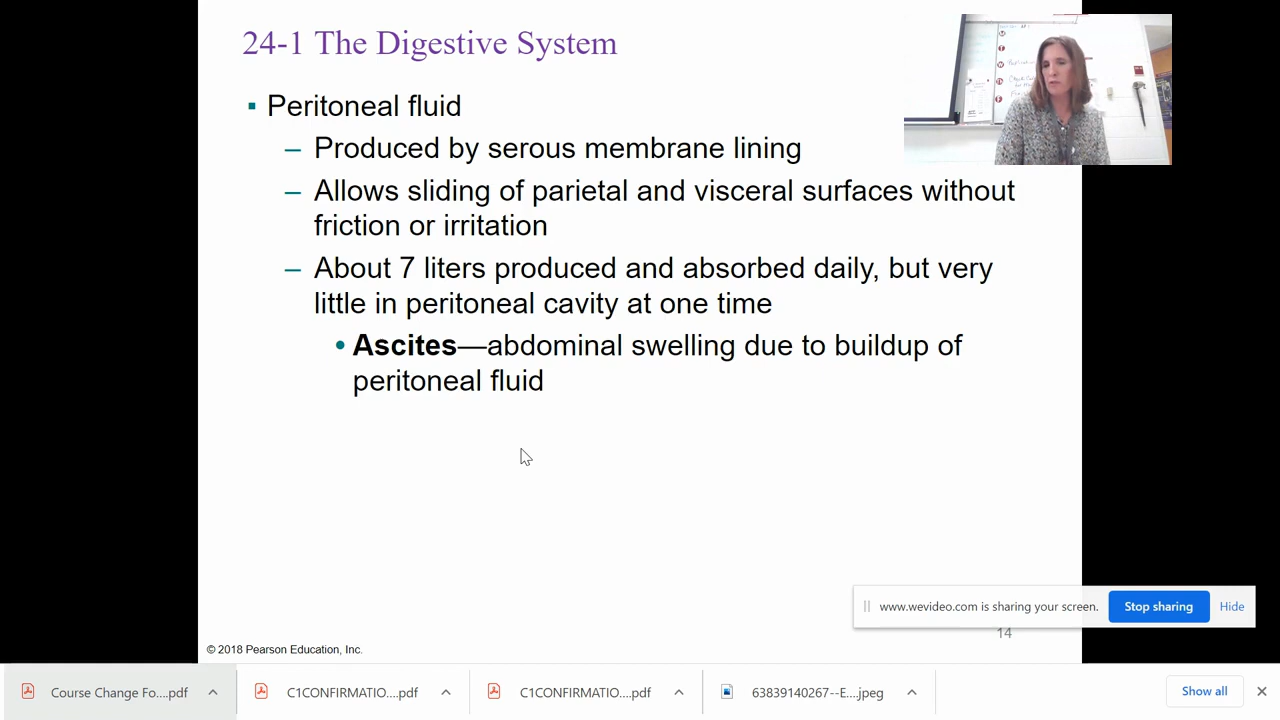 24-1 The Digestive System
▪ Peritoneal fluid
– Produced by serous membrane lining
– Allows sliding of parietal and visceral surfaces without
friction or irritation
– About 7 liters produced and absorbed daily, but very
little in peritoneal cavity at one time
• Ascites—abdominal swelling due to buildup of
peritoneal fluid
M
T
W
F
www.wevideo.com is sharing your screen.
Stop sharing
Hide
14
© 2018 Pearson Education, Inc.
Course Change Fo....pdf
C1CONFIRMATIO....pdf
C1CONFIRMATIO....pdf
63839140267--E....jpeg
Show all